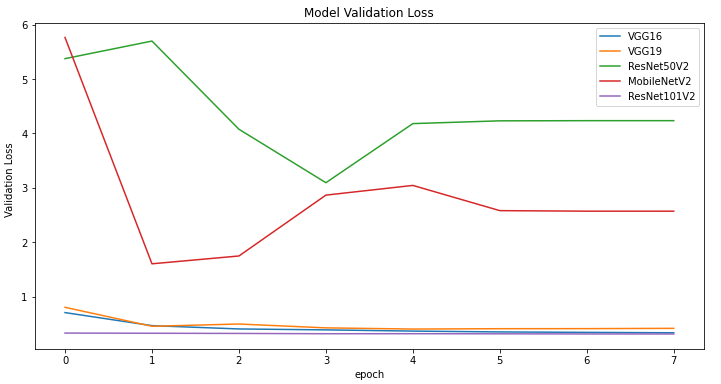 Model Validation Loss
6
5
4
3
2
1
Validation Loss
0 1 2 3 4 5 6 7
epoch
VGG16
VGG19
ResNet50V2
MobileNetV2
ResNet101V2